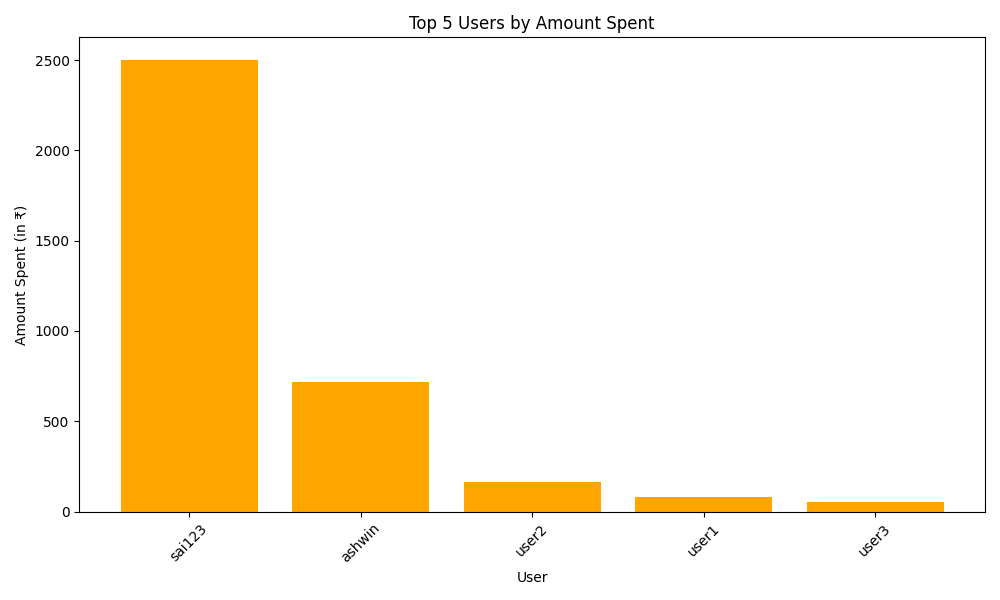 Top 5 Users by Amount Spent
Amount Spent (in ₹)
2500
2000
1500
1000
500
0
sai123
ashwin
user2
user1
user3
User